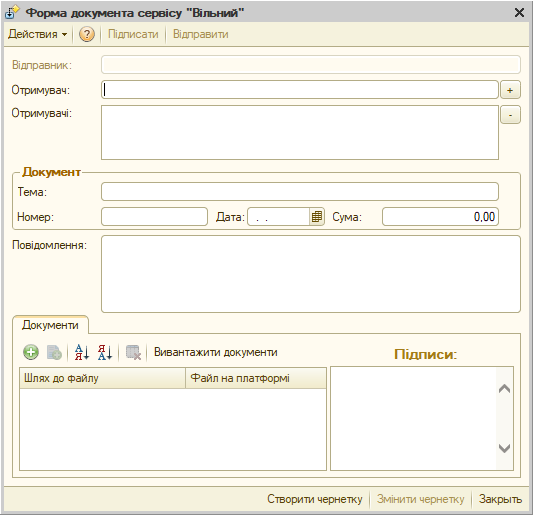 Форма документа сервісу "Вільний"
Действия ? Підписати Відправити
Відправник:
Отримувач: +
Отримувачі: -
Документ
Тема:
Номер: Дата: . . Сума: 0,00
Повідомлення:
Документи
А Я Я А Вивантажити документи Підписи:
Шлях до файлу Файл на платформі
Створити чернетку Змінити чернетку Закрыть